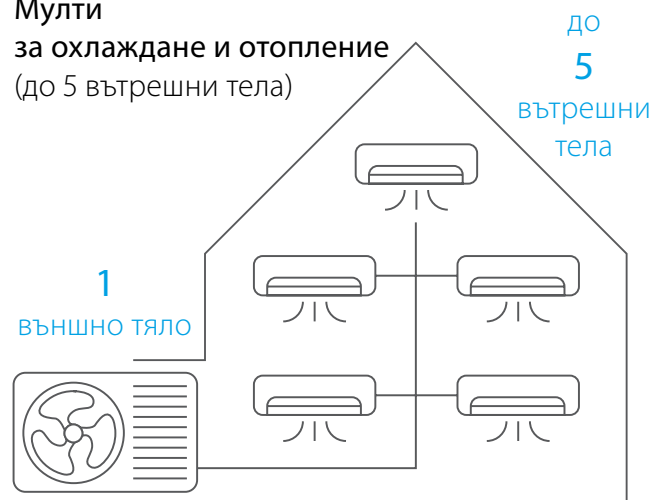 Мулти
за охлаждане и отопление
(до 5 вътрешни тела)
до
5
вътрешни
тела
1
външно тяло